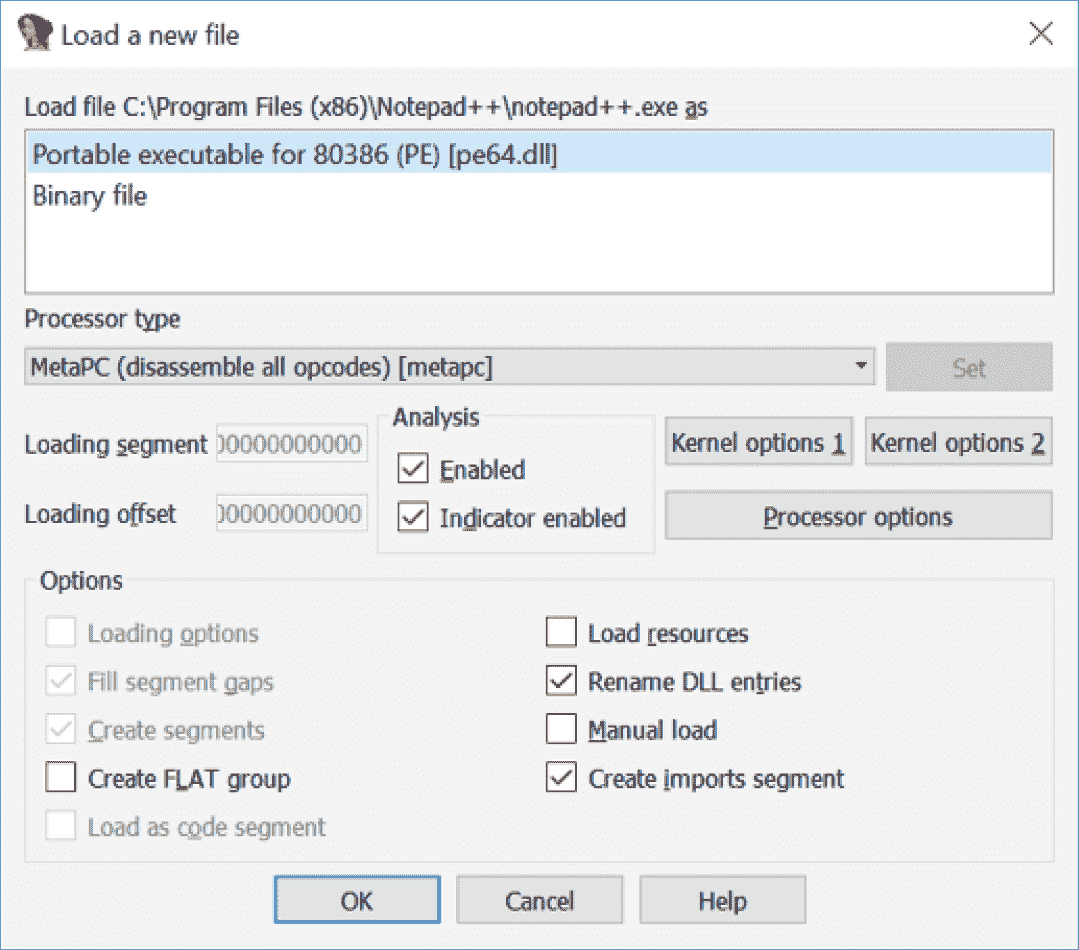 Load a new file
Load file C:\Program Files (x86)\Notepad++\notepad++.exe as
Portable executable for 80386 (PE) [pe64.dll]
Binary file
Processor type
MetaPC (disassemble all opcodes) [metapc]
Set
Loading segment
00000000000
Loading offset
00000000000
Analysis
Enabled
Indicator enabled
Kernel options 1
Kernel options 2
Processor options
Options
Loading options
Fill segment gaps
Create segments
Create FLAT group
Load as code segment
Load resources
Rename DLL entries
Manual load
Create imports segment
OK
Cancel
Help